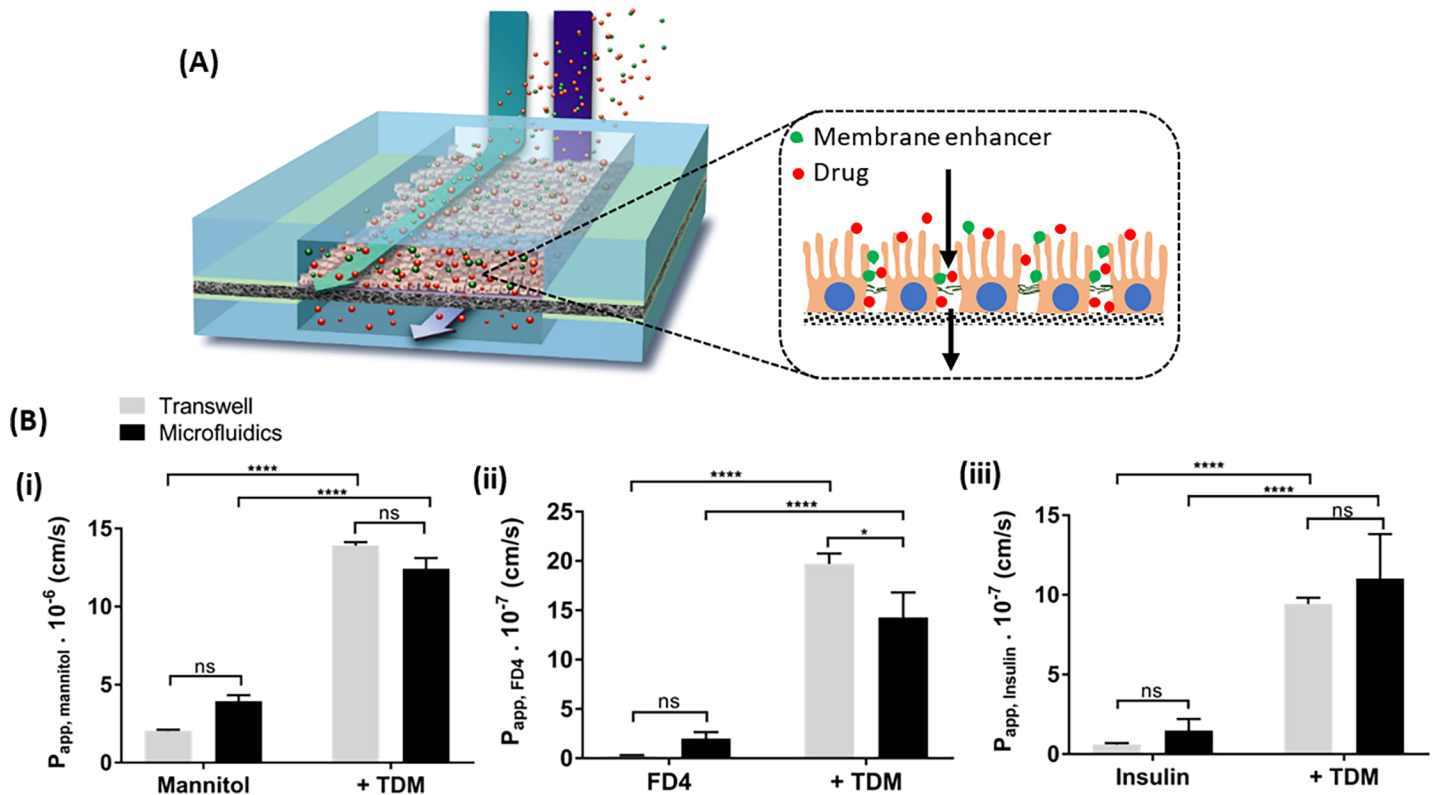 (A)
Membrane enhancer
Drug
(B)
Transwell
Microfluidics
(i)
****
****
ns
ns
Papp, mannitol · 10-6 (cm/s)
15
10
5
0
Mannitol
+ TDM
(ii)
****
****
*
ns
Papp, FD4 · 10-7 (cm/s)
25
20
15
10
5
0
FD4
+ TDM
(iii)
****
****
ns
ns
Papp, Insulin · 10-7 (cm/s)
15
10
5
0
Insulin
+ TDM